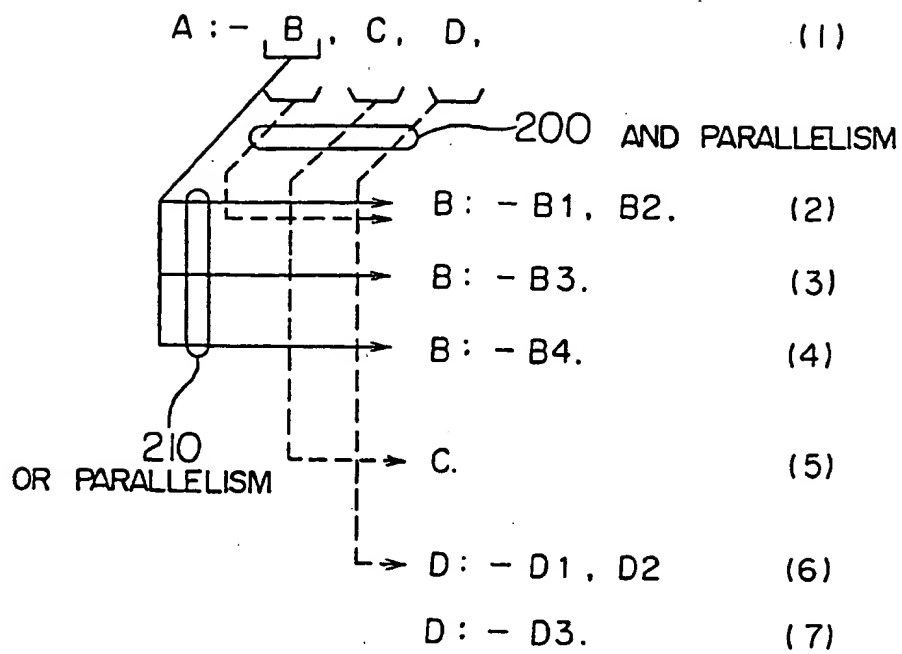 A :- B, C, D, (1)
200 AND PARALLELISM
B: -B1, B2. (2)
B: -B3. (3)
B: -B4. (4)
210
OR PARALLELISM
C. (5)
D: -D1, D2 (6)
D: -D3. (7)